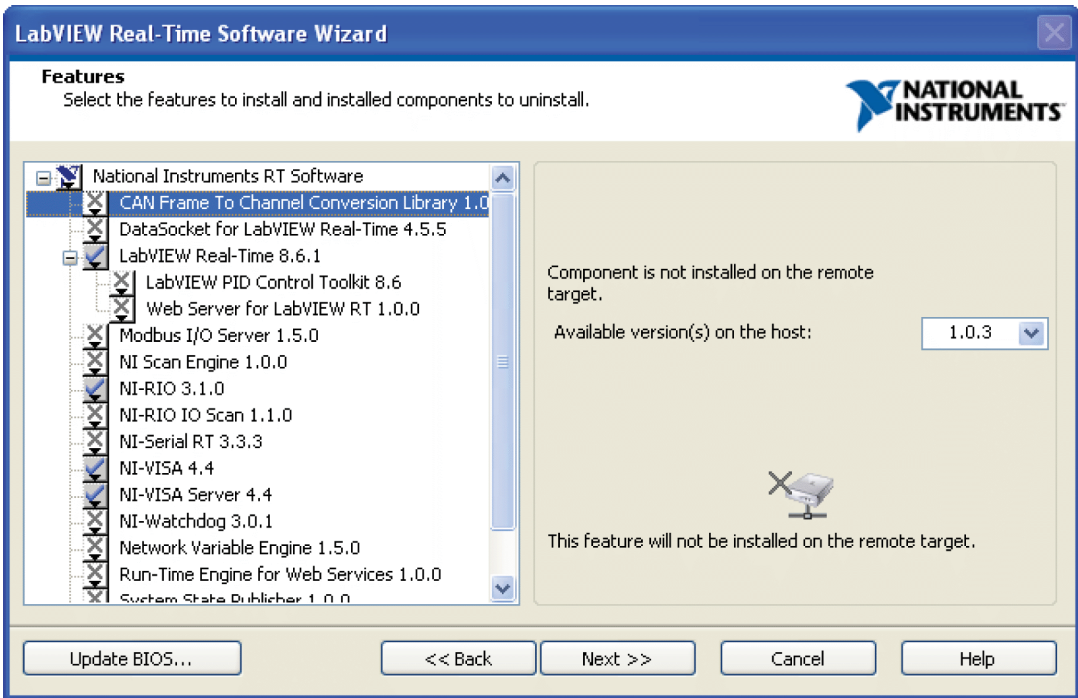 LabVIEW Real-Time Software Wizard
Features
Select the features to install and installed components to uninstall.
NATIONAL
INSTRUMENTS
National Instruments RT Software
CAN Frame To Channel Conversion Library 1.0
DataSocket for LabVIEW Real-Time 4.5.5
LabVIEW Real-Time 8.6.1
LabVIEW PID Control Toolkit 8.6
Web Server for LabVIEW RT 1.0.0
Modbus I/O Server 1.5.0
NI Scan Engine 1.0.0
NI-RIO 3.1.0
NI-RIO IO Scan 1.1.0
NI-Serial RT 3.3.3
NI-VISA 4.4
NI-VISA Server 4.4
NI-Watchdog 3.0.1
Network Variable Engine 1.5.0
Run-Time Engine for Web Services 1.0.0
System State Publisher 1.0.0
Component is not installed on the remote
target.
Available version(s) on the host: 1.0.3
This feature will not be installed on the remote target.
Update BIOS... << Back Next >> Cancel Help